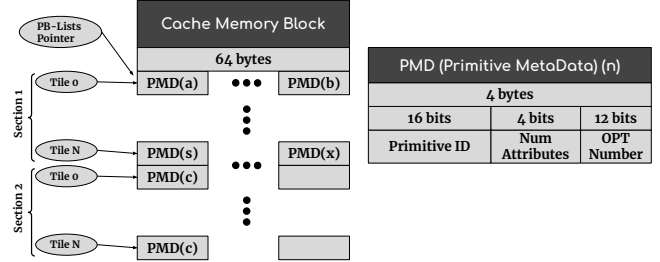 PB-Lists
Pointer
Cache Memory Block
64 bytes
Section 1
Tile 0
PMD(a)
PMD(b)
Tile N
PMD(s)
PMD(x)
Section 2
Tile 0
PMD(c)
Tile N
PMD(c)
PMD (Primitive MetaData) (n)
4 bytes
16 bits
4 bits
12 bits
Primitive ID
Num
Attributes
OPT
Number